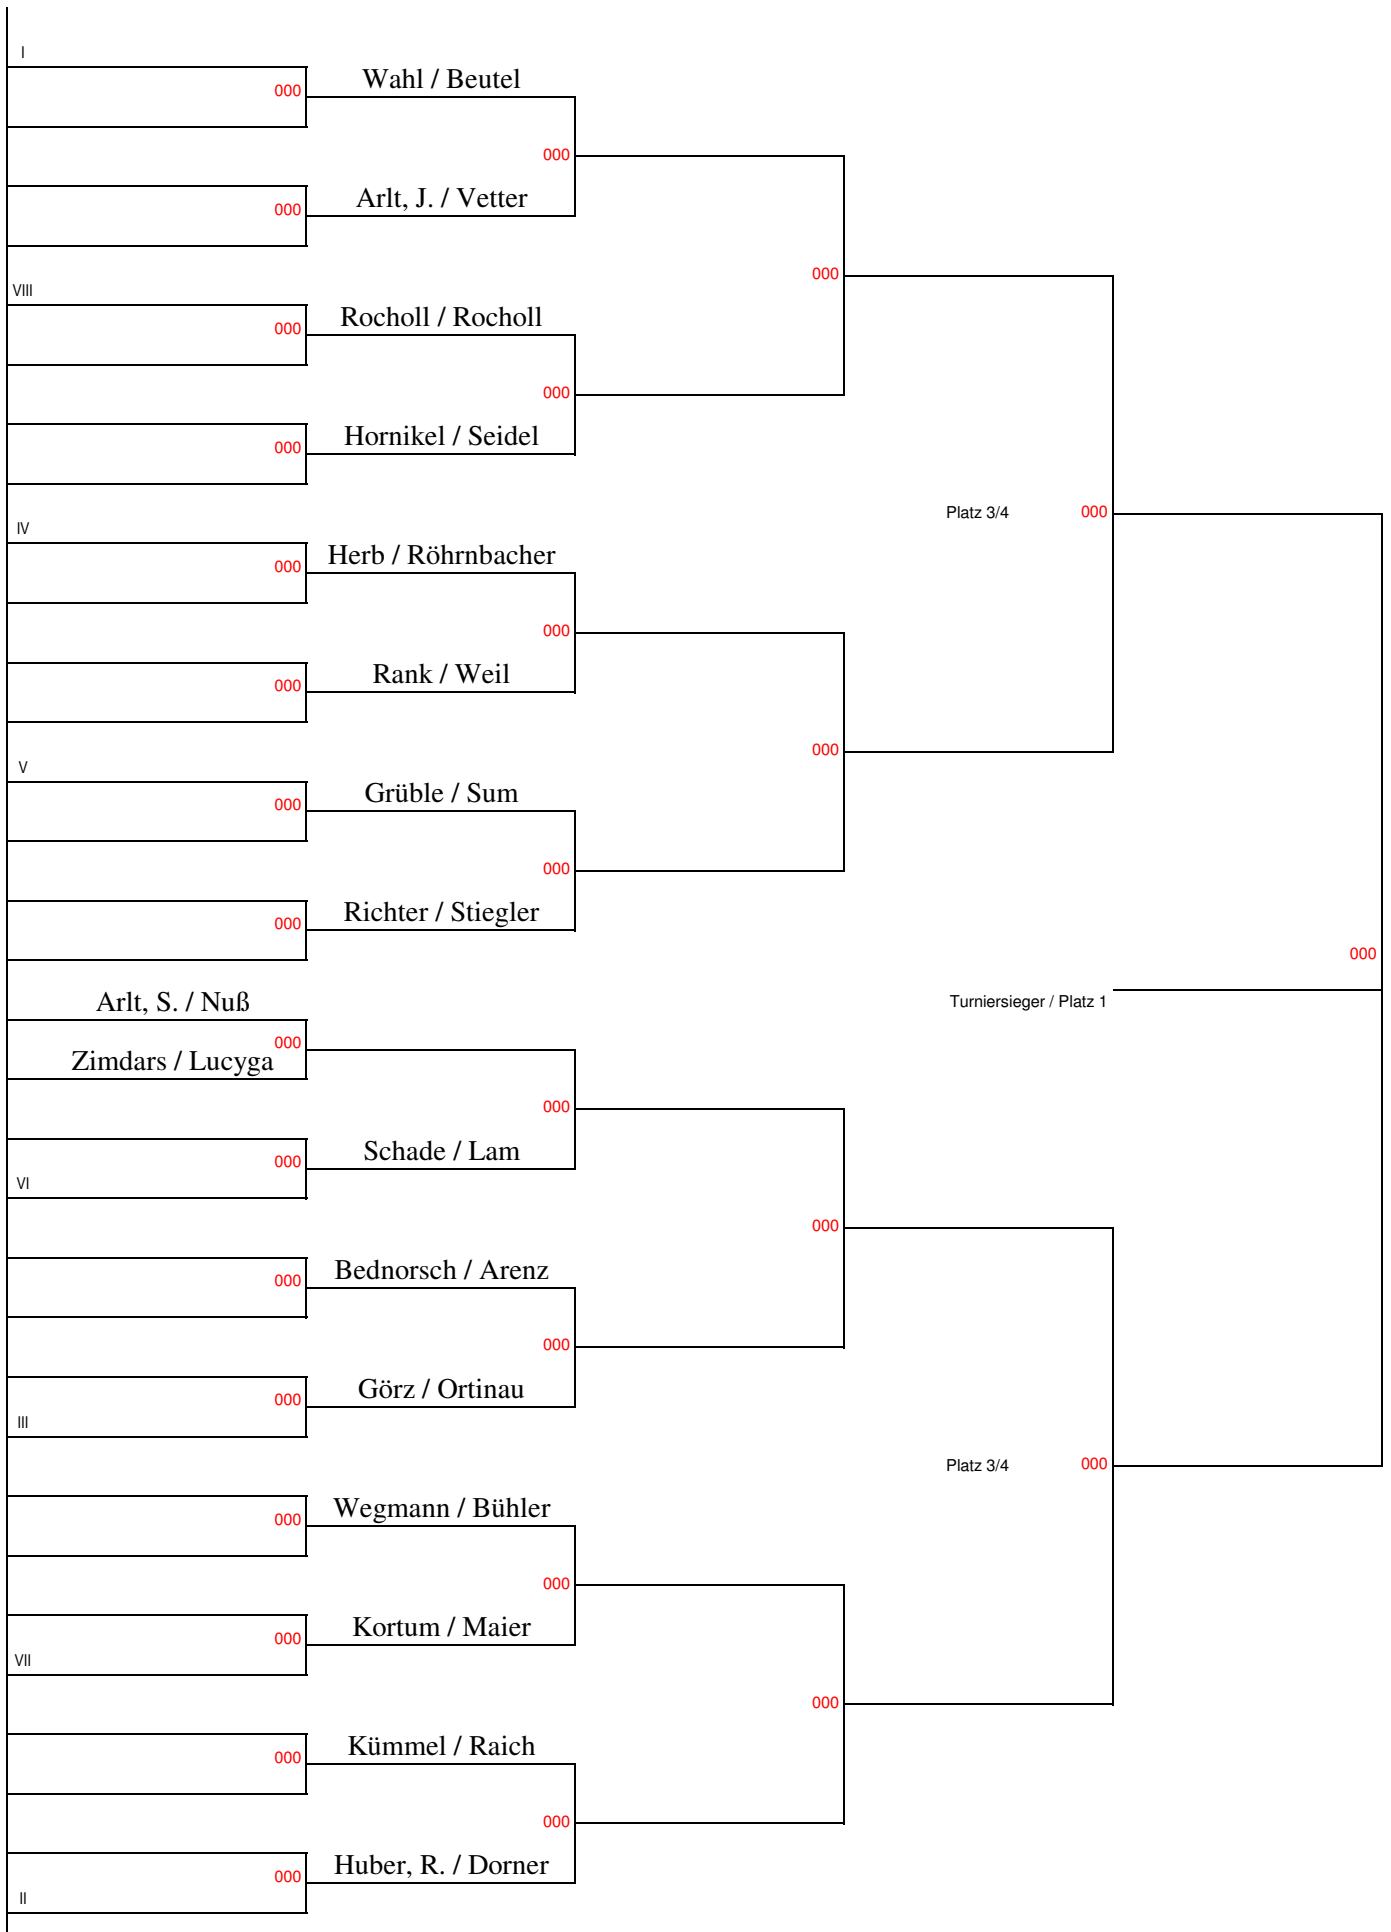 I
000
Wahl / Beutel
000
000
Arlt, J. / Vetter
000
VIII
000
Rocholl / Rocholl
000
000
Hornikel / Seidel
Platz 3/4 000
IV
000
Herb / Röhrnbacher
000
000
Rank / Weil
000
V
000
Grüble / Sum
000
000
Richter / Stiegler
000
Turniersieger / Platz 1
Arlt, S. / Nuß
000
Zimdars / Lucyga
000
000
Schade / Lam
VI
000
000
Bednorsch / Arenz
000
000
Görz / Ortinau
III
Platz 3/4 000
000
Wegmann / Bühler
000
000
Kortum / Maier
VII
000
000
Kümmel / Raich
000
000
Huber, R. / Dorner
II